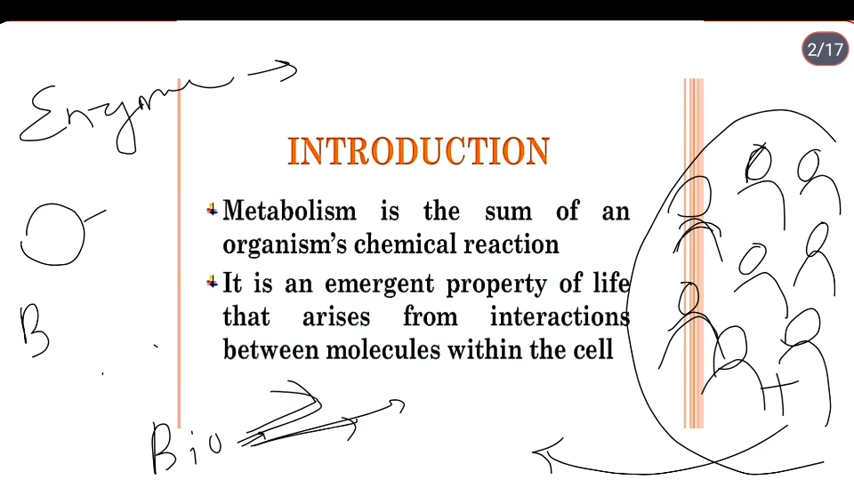 2/17
Enzyme
INTRODUCTION
Metabolism is the sum of an
organism's chemical reaction
It is an emergent property of life
that arises from interactions
between molecules within the cell
B
Bio